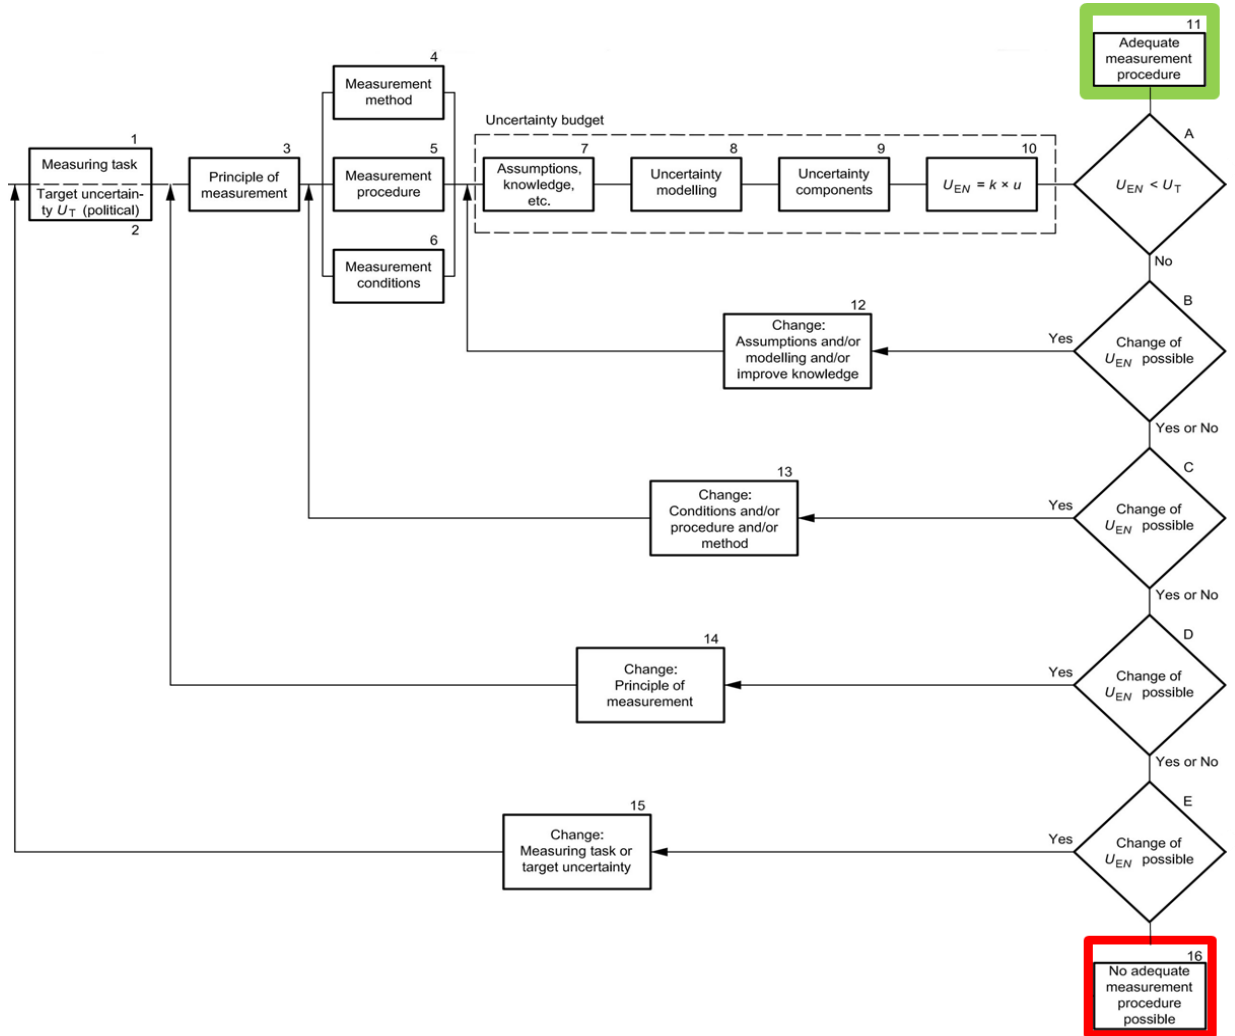 11
Adequate
measurement
procedure
4
Measurement
method
A
Uncertainty budget
1
3
5
7
8
9
10
Measuring task
Target uncertain-
ty U_T (political)
2
Principle of
measurement
Measurement
procedure
Assumptions,
knowledge,
etc.
Uncertainty
modelling
Uncertainty
components
U_EN = k × u
U_EN < U_T
6
Measurement
conditions
No
B
12
Change:
Assumptions and/or
modelling and/or
improve knowledge
Yes
Change of
U_EN possible
Yes or No
C
13
Change:
Conditions and/or
procedure and/or
method
Yes
Change of
U_EN possible
Yes or No
D
14
Change:
Principle of
measurement
Yes
Change of
U_EN possible
Yes or No
E
15
Change:
Measuring task or
target uncertainty
Yes
Change of
U_EN possible
16
No adequate
measurement
procedure
possible